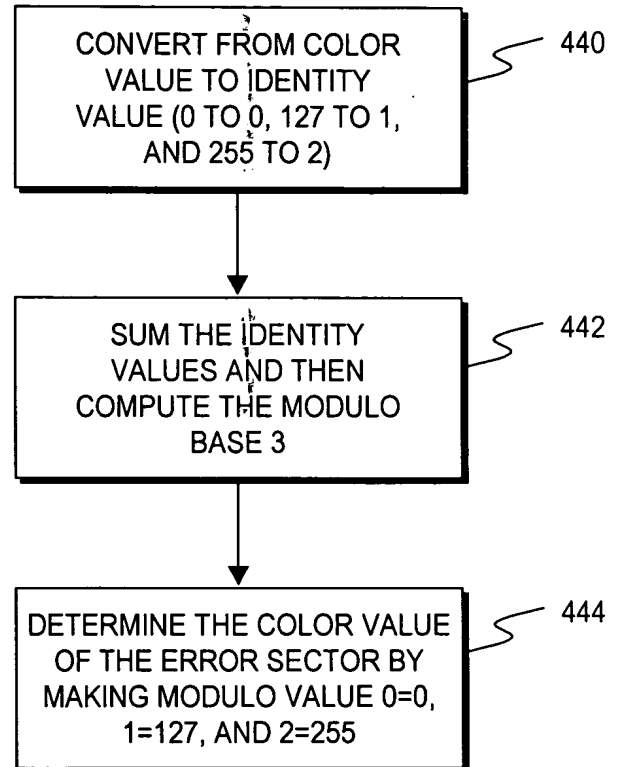 CONVERT FROM COLOR
VALUE TO IDENTITY
VALUE (0 TO 0, 127 TO 1,
AND 255 TO 2)
440
SUM THE IDENTITY
VALUES AND THEN
COMPUTE THE MODULO
BASE 3
442
DETERMINE THE COLOR VALUE
OF THE ERROR SECTOR BY
MAKING MODULO VALUE 0=0,
1=127, AND 2=255
444